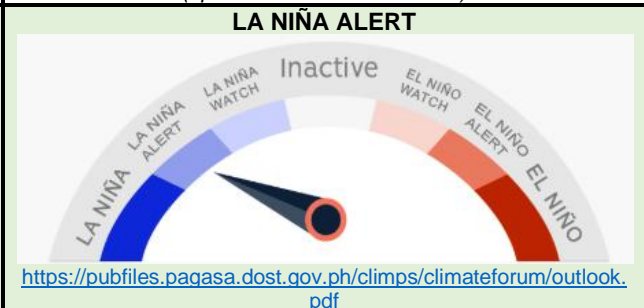 LA NIÑA ALERT
LA NIÑA
LA NIÑA
ALERT
LA NIÑA
WATCH
Inactive
EL NIÑO
WATCH
EL NIÑO
ALERT
EL NIÑO
https://pubfiles.pagasa.dost.gov.ph/climps/climateforum/outlook.
pdf